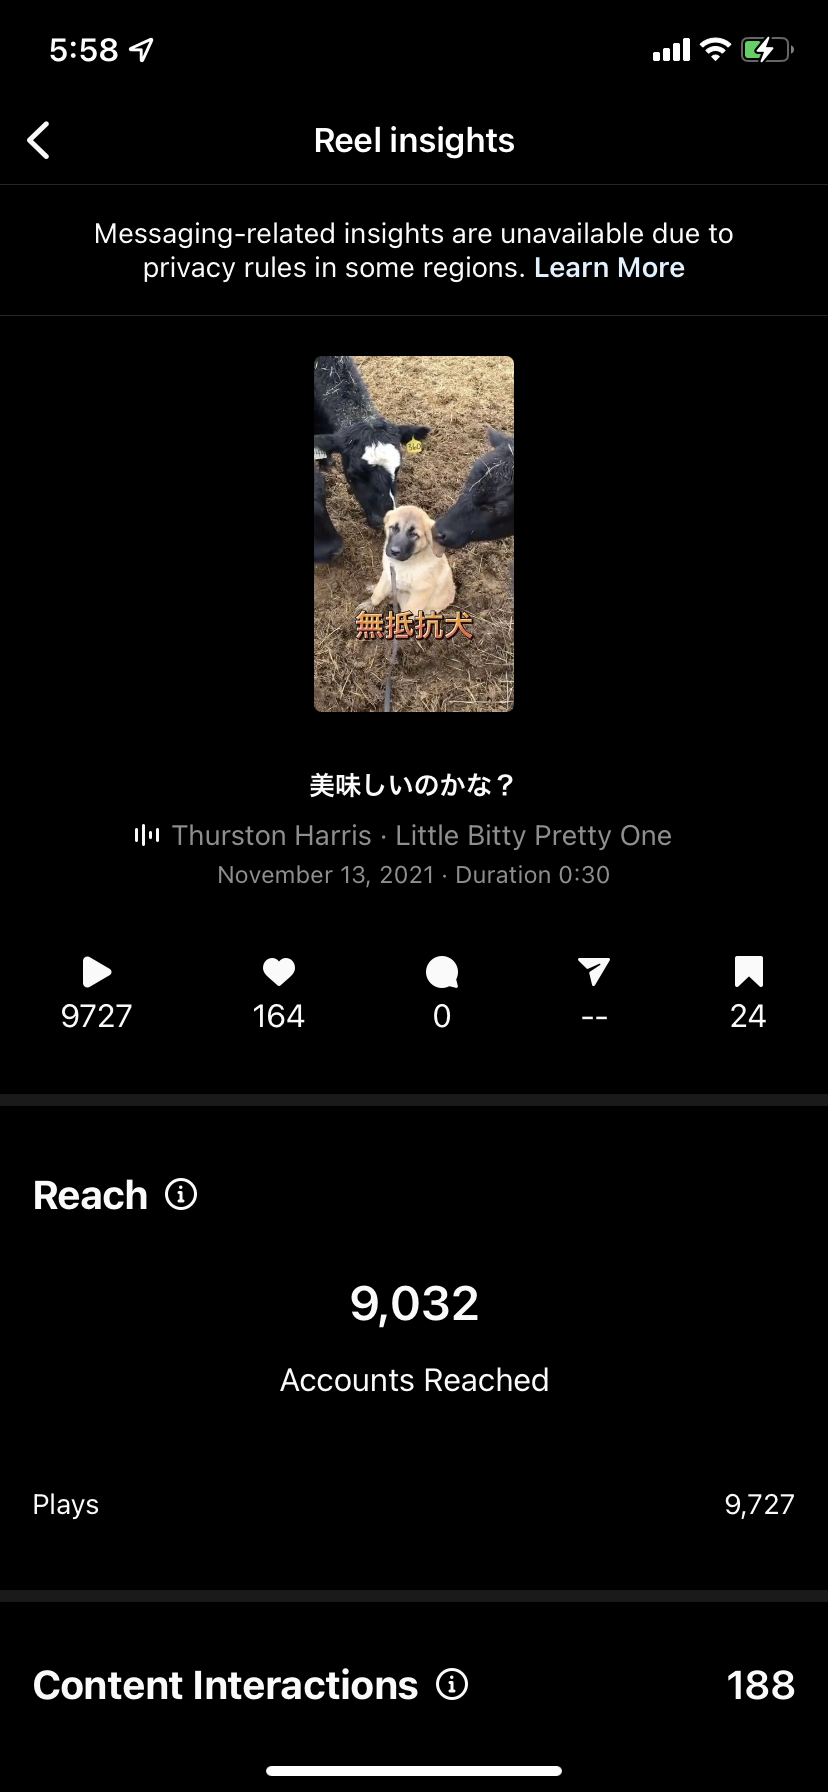 5:58
Reel insights
Messaging-related insights are unavailable due to
privacy rules in some regions. Learn More
無抵抗犬
美味しいのかな？
Thurston Harris · Little Bitty Pretty One
November 13, 2021 · Duration 0:30
9727 164 0 -- 24
Reach
9,032
Accounts Reached
Plays 9,727
Content Interactions 188